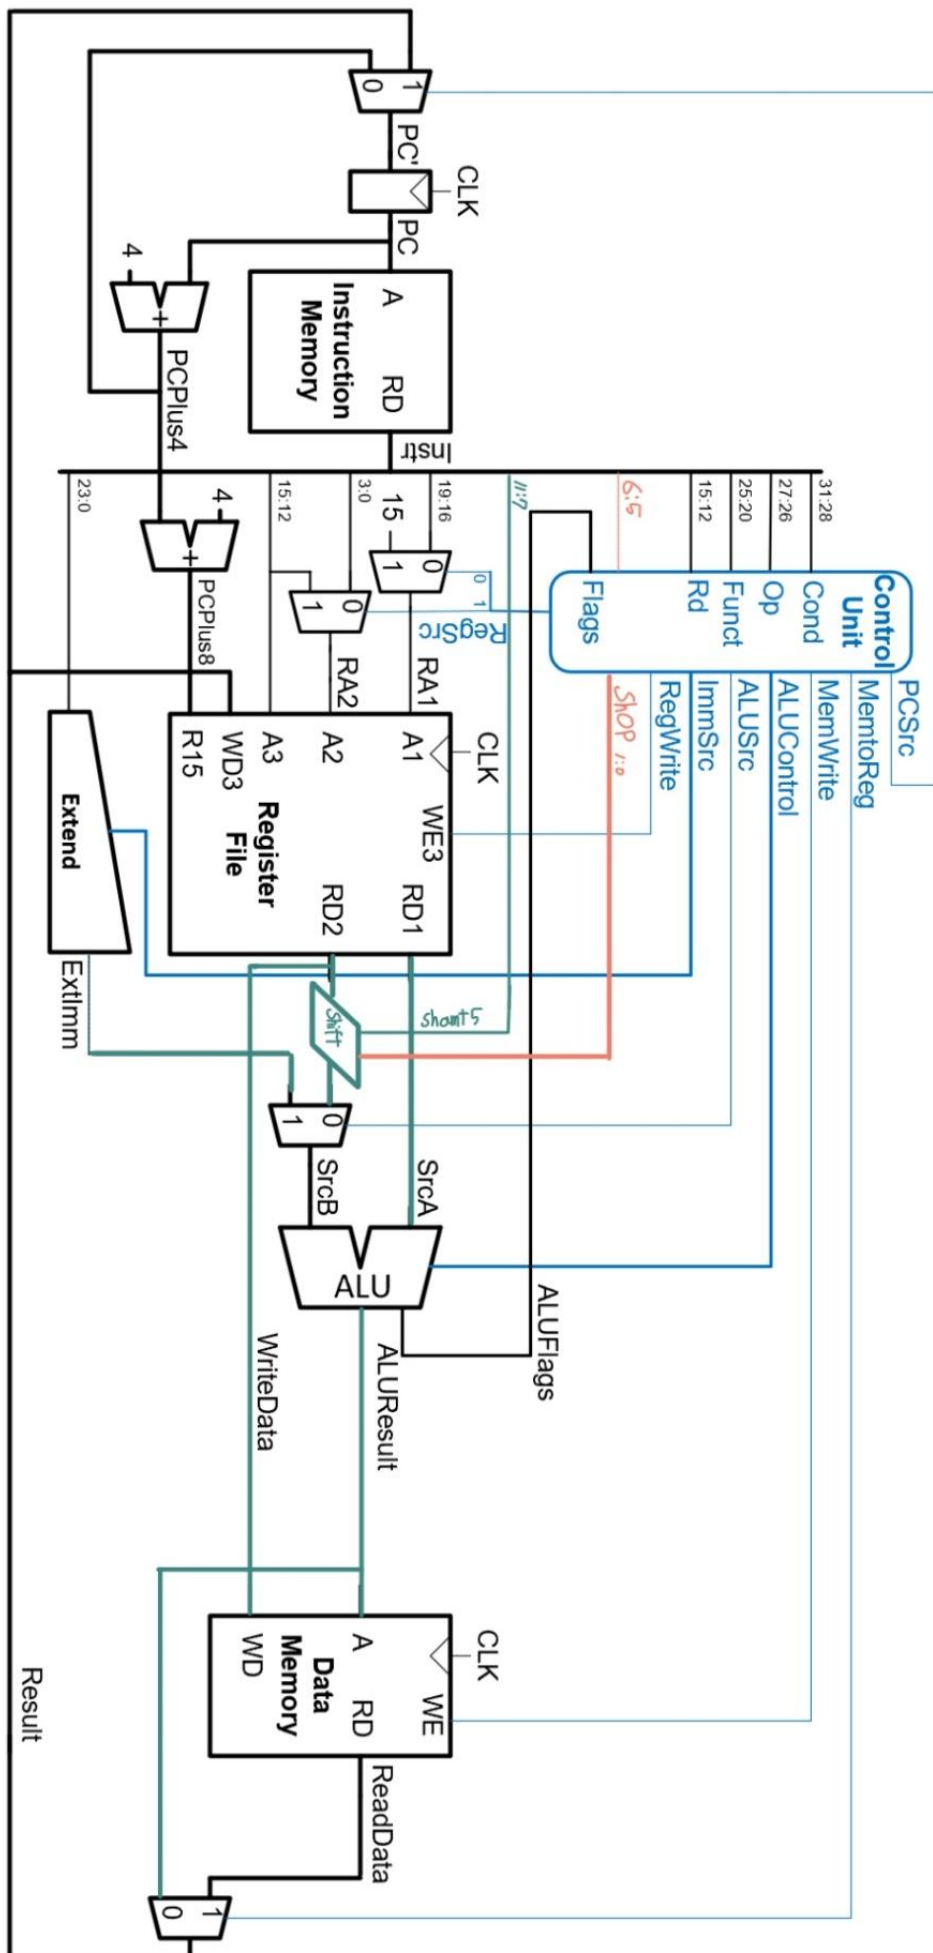 CLK
PC'
PC
1
0
4
+
PCPlus4
A
RD
Instruction
Memory
Instr
31:28
27:26
25:20
15:12
6:5
11:7
19:16
15
3:0
15:12
23:0
4
+
PCPlus8
0
1
0
1
0
1
RegSrc
RA1
RA2
Control
Unit
Cond
Op
Funct
Rd
Flags
PCSrc
MemtoReg
MemWrite
ALUControl
ALUSrc
ImmSrc
RegWrite
ShOP 1:0
CLK
A1
A2
A3
WD3
R15
WE3
RD1
RD2
Register
File
Extend
ExtImm
Shift
shamt5
0
1
SrcA
SrcB
ALU
ALUFlags
ALUResult
WriteData
CLK
A
WD
WE
RD
Data
Memory
ReadData
1
0
Result